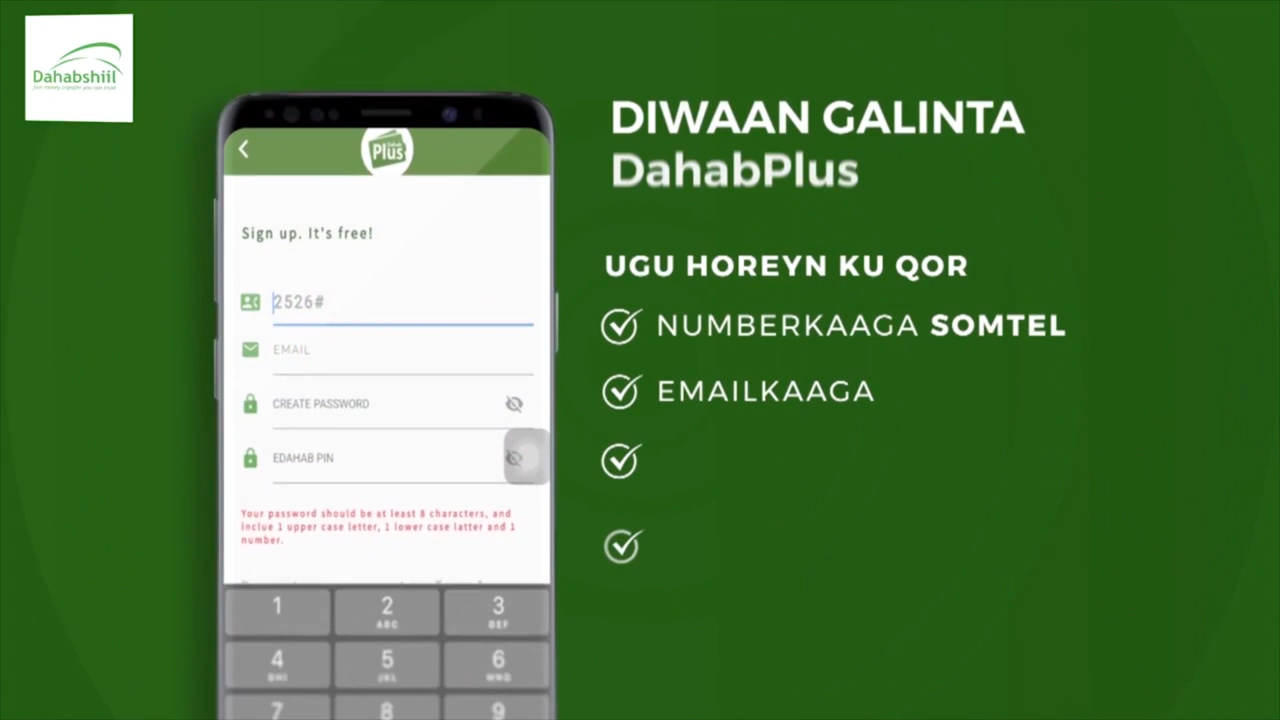 Dahabshiil
DIWAAN GALINTA
DahabPlus
Plus
Sign up. It's free!
2526#
EMAIL
CREATE PASSWORD
EDAHAB PIN
Your password should be at least 8 characters, and
inclue 1 upper case letter, 1 lower case latter and 1
number.
1
2
ABC
3
DEF
4
GHI
5
JKL
6
MNO
7
8
9
UGU HOREYN KU QOR
NUMBERKAAGA SOMTEL
EMAILKAAGA